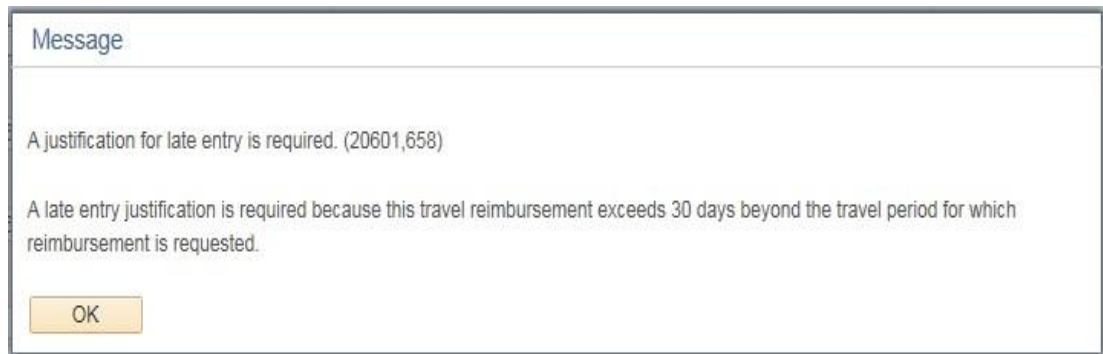 Message
A justification for late entry is required. (20601,658)
A late entry justification is required because this travel reimbursement exceeds 30 days beyond the travel period for which
reimbursement is requested.
OK